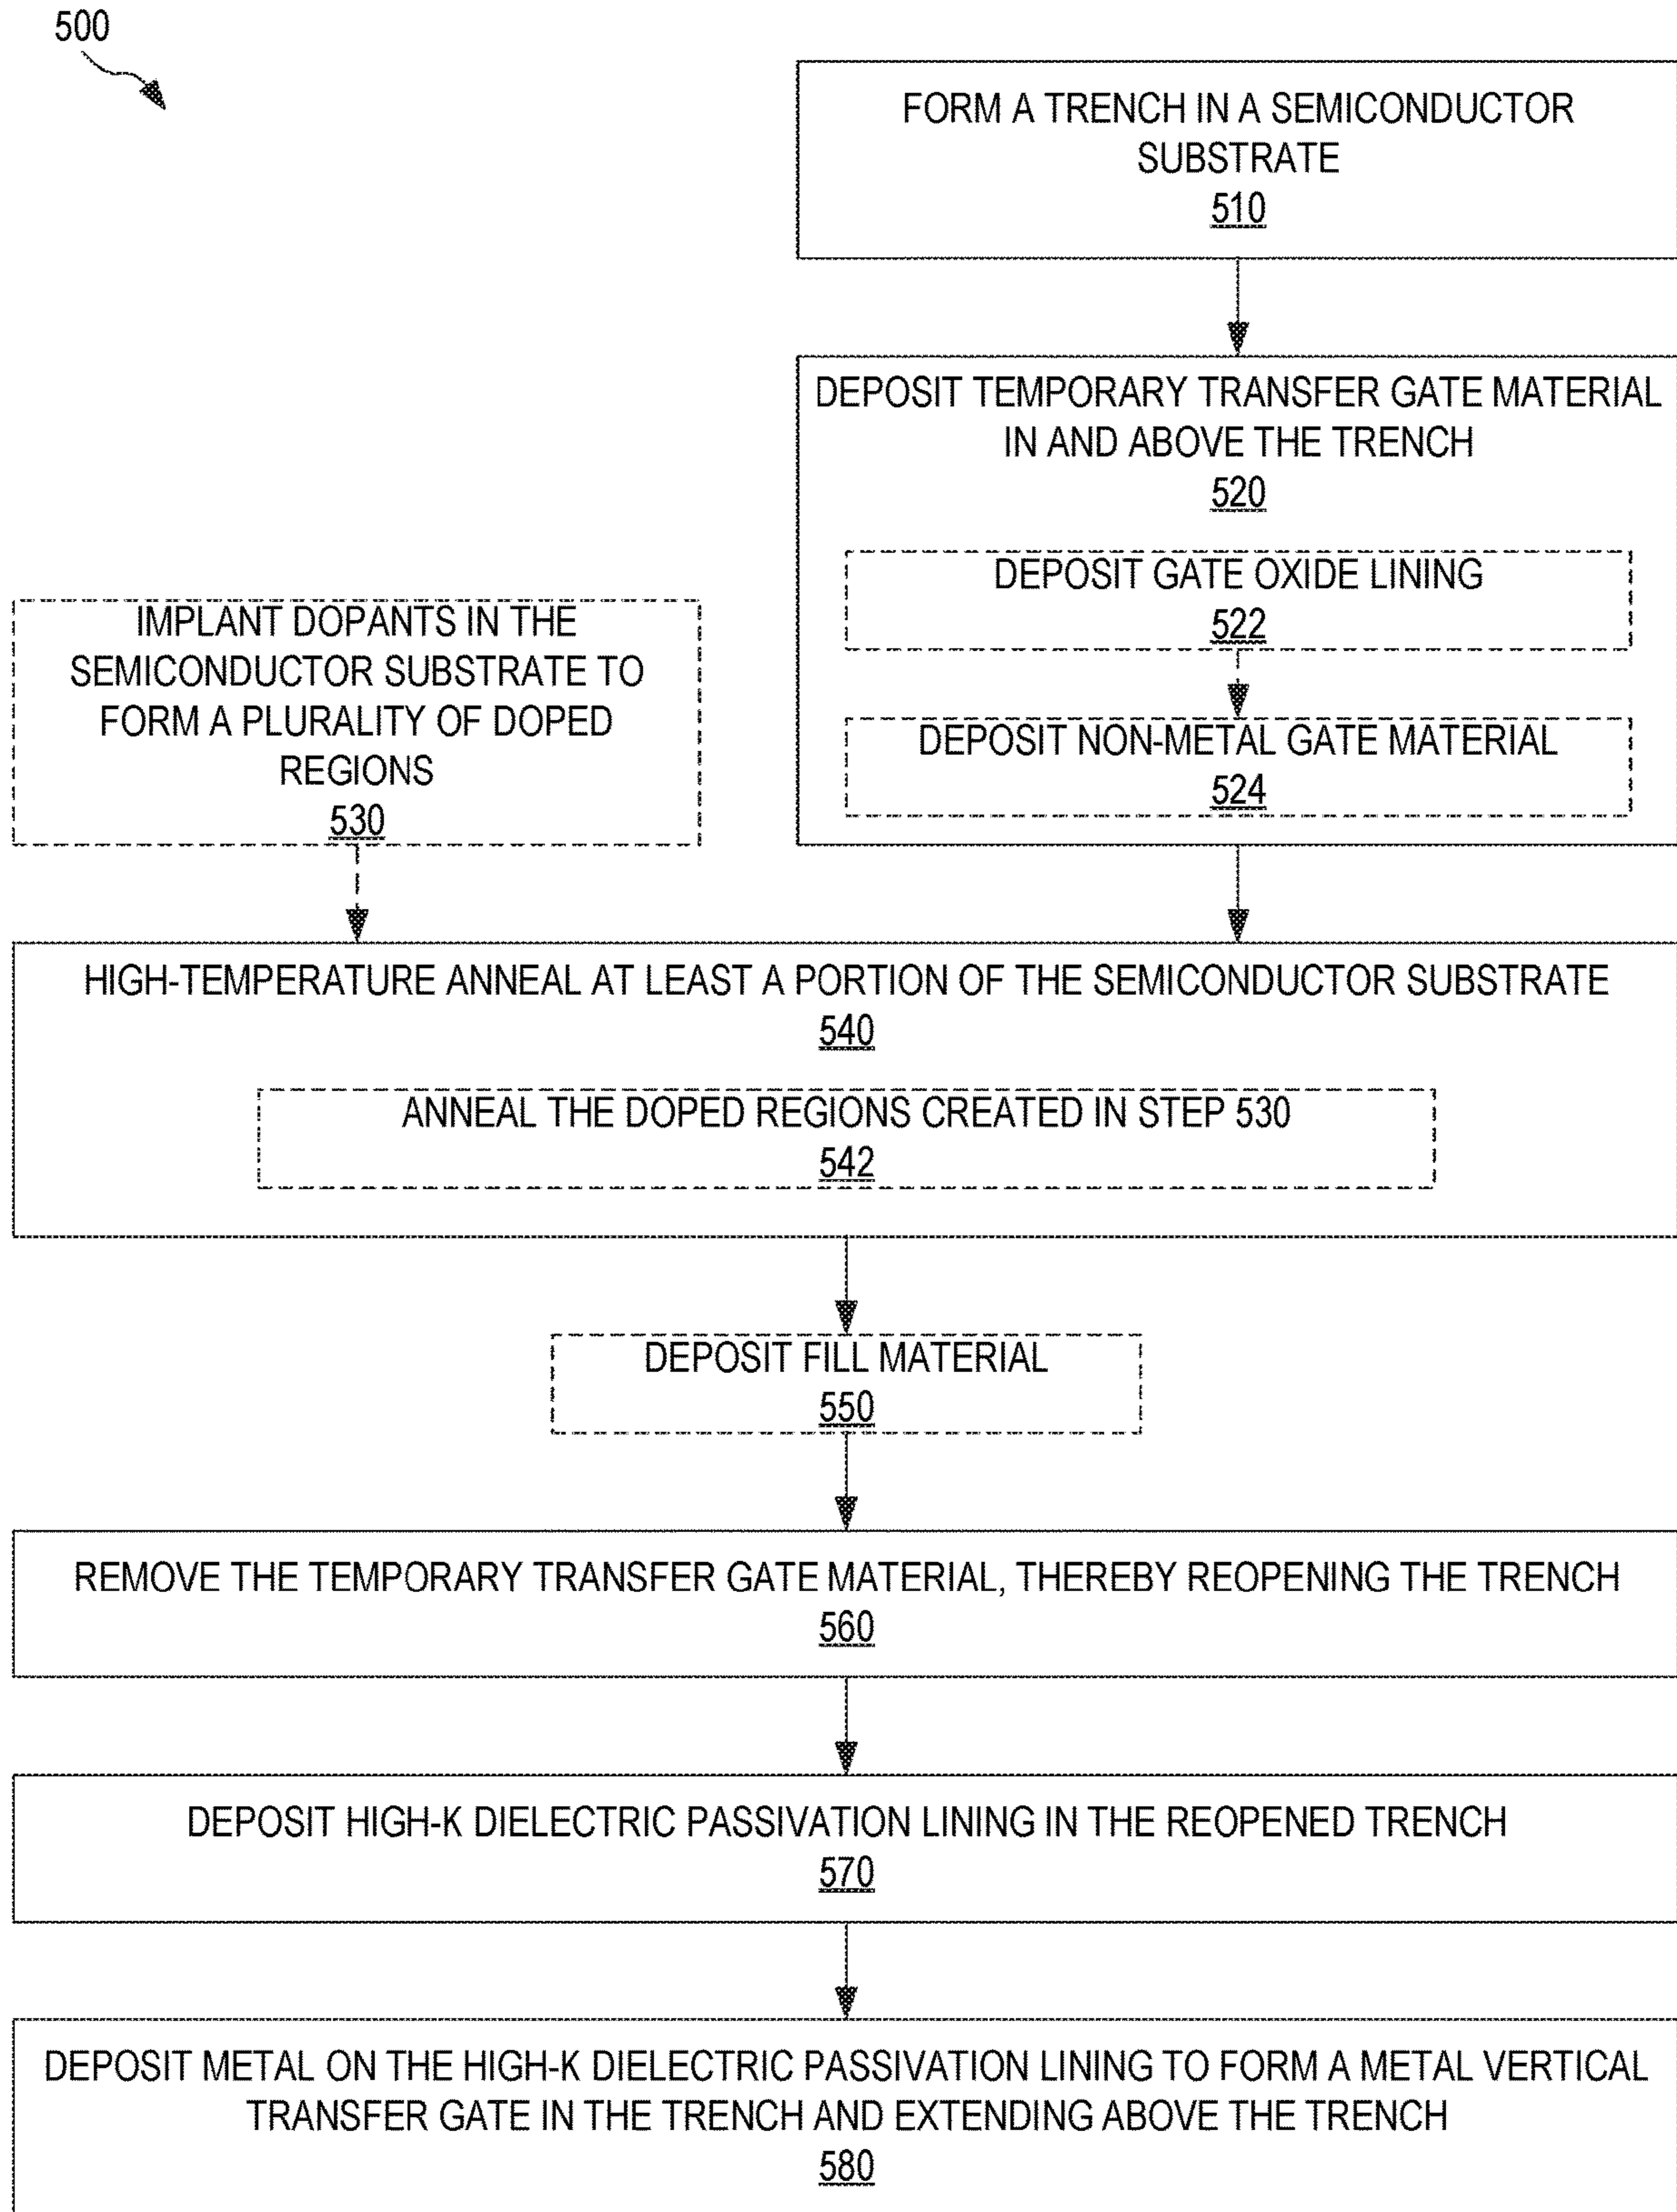 500
FORM A TRENCH IN A SEMICONDUCTOR
SUBSTRATE
510
DEPOSIT TEMPORARY TRANSFER GATE MATERIAL
IN AND ABOVE THE TRENCH
520
DEPOSIT GATE OXIDE LINING
522
DEPOSIT NON-METAL GATE MATERIAL
524
IMPLANT DOPANTS IN THE
SEMICONDUCTOR SUBSTRATE TO
FORM A PLURALITY OF DOPED
REGIONS
530
HIGH-TEMPERATURE ANNEAL AT LEAST A PORTION OF THE SEMICONDUCTOR SUBSTRATE
540
ANNEAL THE DOPED REGIONS CREATED IN STEP 530
542
DEPOSIT FILL MATERIAL
550
REMOVE THE TEMPORARY TRANSFER GATE MATERIAL, THEREBY REOPENING THE TRENCH
560
DEPOSIT HIGH-K DIELECTRIC PASSIVATION LINING IN THE REOPENED TRENCH
570
DEPOSIT METAL ON THE HIGH-K DIELECTRIC PASSIVATION LINING TO FORM A METAL VERTICAL
TRANSFER GATE IN THE TRENCH AND EXTENDING ABOVE THE TRENCH
580